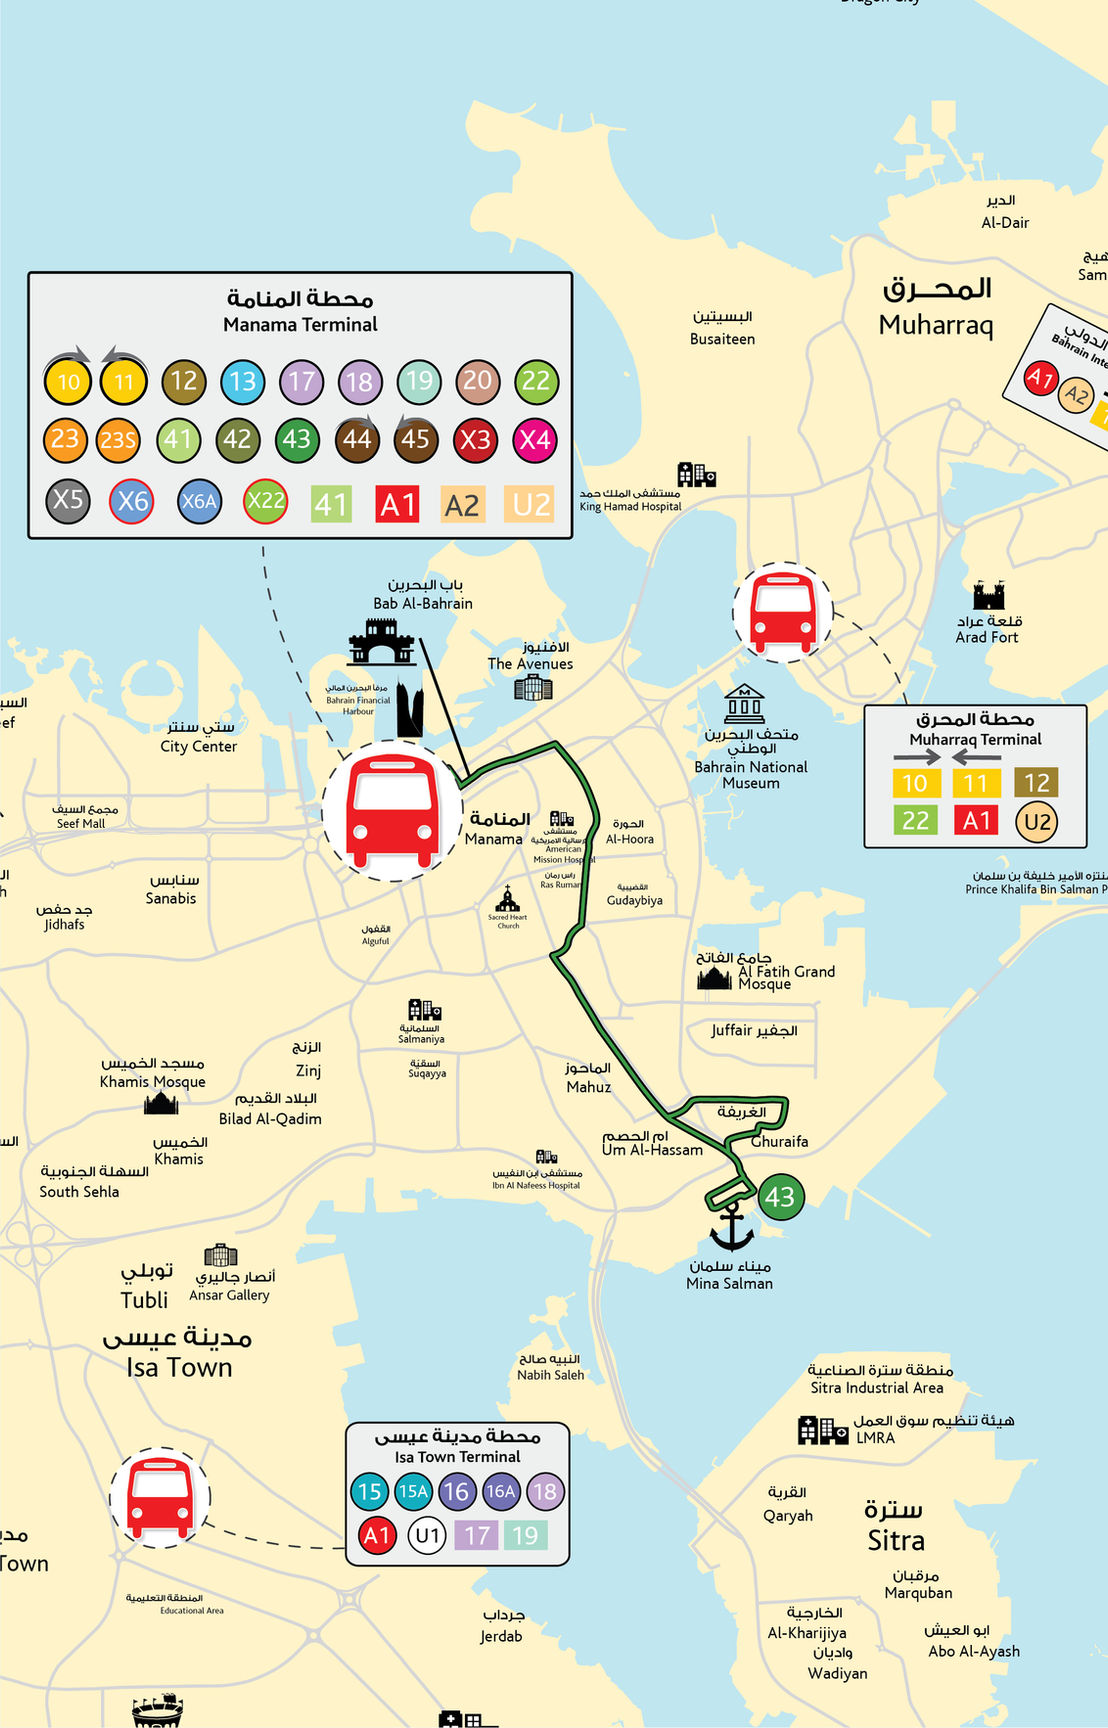 الدير
Al-Dair
المحرق
Muharraq
البسيتين
Busaiteen
محطة المنامة
Manama Terminal
10 11 12 13 17 18 19 20 22
23 23S 41 42 43 44 45 X3 X4
X5 X6 X6A X22 41 A1 A2 U2
Bahrain Inte
A1 A2
مستشفى الملك حمد
King Hamad Hospital
باب البحرين
Bab Al-Bahrain
قلعة عراد
Arad Fort
الافنيوز
The Avenues
مرفأ البحرين المالي
Bahrain Financial
Harbour
ستي سنتر
City Center
متحف البحرين
الوطني
Bahrain National
Museum
محطة المحرق
Muharraq Terminal
10 11 12
22 A1 U2
مجمع السيف
Seef Mall
المنامة
Manama
مستشفى
American
Mission Hospital
الحورة
Al-Hoora
راس رمان
Ras Ruman
سنابس
Sanabis
جد حفص
Jidhafs
القضيبية
Gudaybiya
منتزه الأمير خليفة بن سلمان
Prince Khalifa Bin Salman P
Sacred Heart
Church
القفول
Alguful
جامع الفاتح
Al Fatih Grand
Mosque
السلمانية
Salmaniya
Juffair الجفير
الزنج
Zinj
السقيّة
Suqayya
الماحوز
Mahuz
مسجد الخميس
Khamis Mosque
البلاد القديم
Bilad Al-Qadim
الغريفة
Ghuraifa
ام الحصم
Um Al-Hassam
الخميس
Khamis
السهلة الجنوبية
South Sehla
مستشفى ابن النفيس
Ibn Al Nafeess Hospital
43
ميناء سلمان
Mina Salman
توبلي
Tubli
أنصار جاليري
Ansar Gallery
مدينة عيسى
Isa Town
النبيه صالح
Nabih Saleh
منطقة سترة الصناعية
Sitra Industrial Area
هيئة تنظيم سوق العمل
LMRA
محطة مدينة عيسى
Isa Town Terminal
15 15A 16 16A 18
A1 U1 17 19
القرية
Qaryah
سترة
Sitra
Town
مرقبان
Marquban
المنطقة التعليمية
Educational Area
جرداب
Jerdab
الخارجية
Al-Kharijiya
واديان
Wadiyan
ابو العيش
Abo Al-Ayash